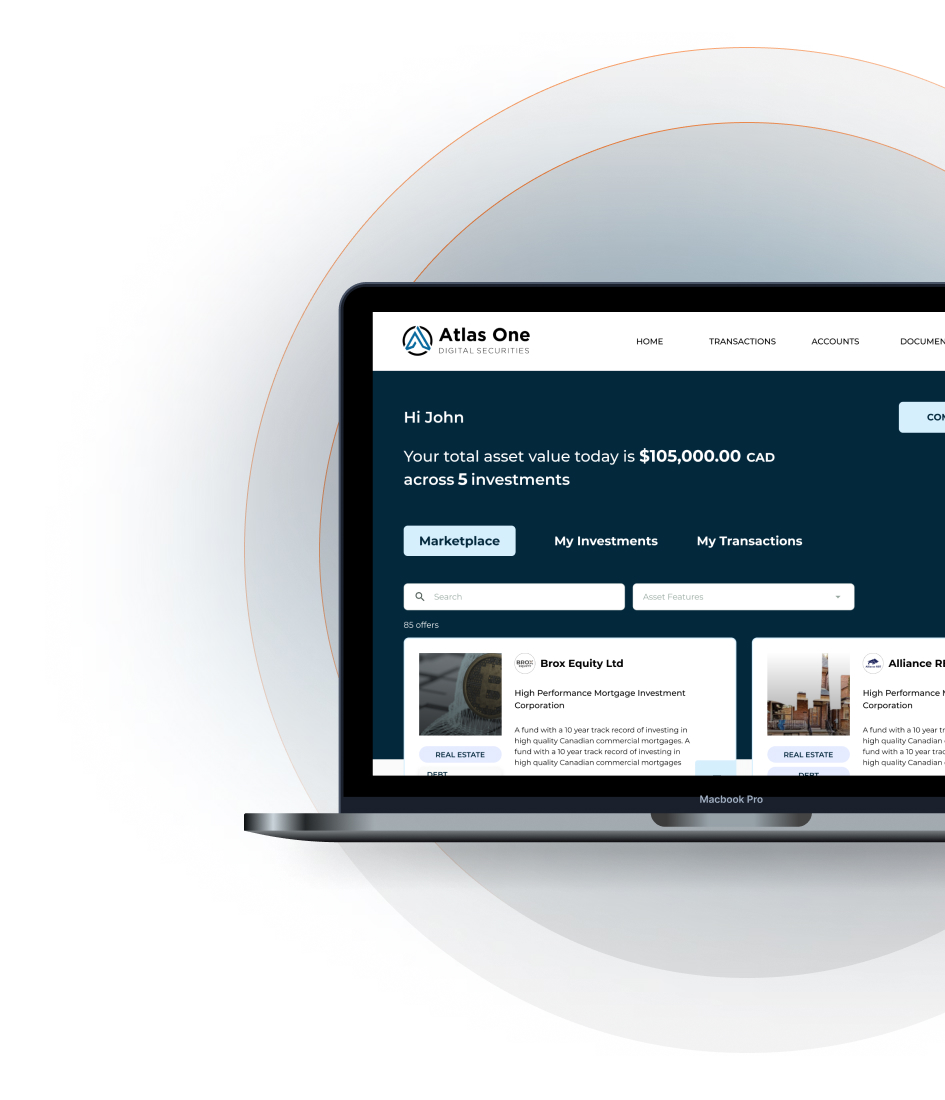 Atlas One
DIGITAL SECURITIES
HOME TRANSACTIONS ACCOUNTS DOCUMEN
Hi John
CON
Your total asset value today is $105,000.00 CAD
across 5 investments
Marketplace My Investments My Transactions
Search Asset Features
85 offers
BROX Brox Equity Ltd
High Performance Mortgage Investment
Corporation
A fund with a 10 year track record of investing in
high quality Canadian commercial mortgages. A
fund with a 10 year track record of investing in
high quality Canadian commercial mortgages
REAL ESTATE
DEBT
Alliance RE
High Performance M
Corporation
A fund with a 10 year tr
high quality Canadian
fund with a 10 year trac
high quality Canadian
REAL ESTATE
DEBT
Macbook Pro